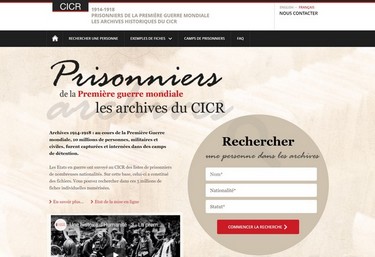 CICR
1914-1918
PRISONNIERS DE LA PREMIÈRE GUERRE MONDIALE
LES ARCHIVES HISTORIQUES DU CICR
ENGLISH
FRANÇAIS
NOUS CONTACTER
RECHERCHER UNE PERSONNE
EXEMPLES DE FICHES
CAMPS DE PRISONNIERS
FAQ
Prisonniers
de la Première guerre mondiale
archives
les archives du CICR
Archives 1914-1918 : au cours de la Première Guerre
mondiale, 10 millions de personnes, militaires et
civiles, furent capturées et internées dans des camps
de détention.
Les Etats en guerre ont envoyé au CICR des listes de prisonniers
de nombreuses nationalités. Sur cette base, celui-ci a constitué
des fichiers. Vous pouvez rechercher dans ces 5 millions de
fiches individuelles numérisées.
En savoir plus...
Etat de la mise en ligne
Rechercher
une personne dans les archives
Nom*
Nationalité*
Statut*
COMMENCER LA RECHERCHE